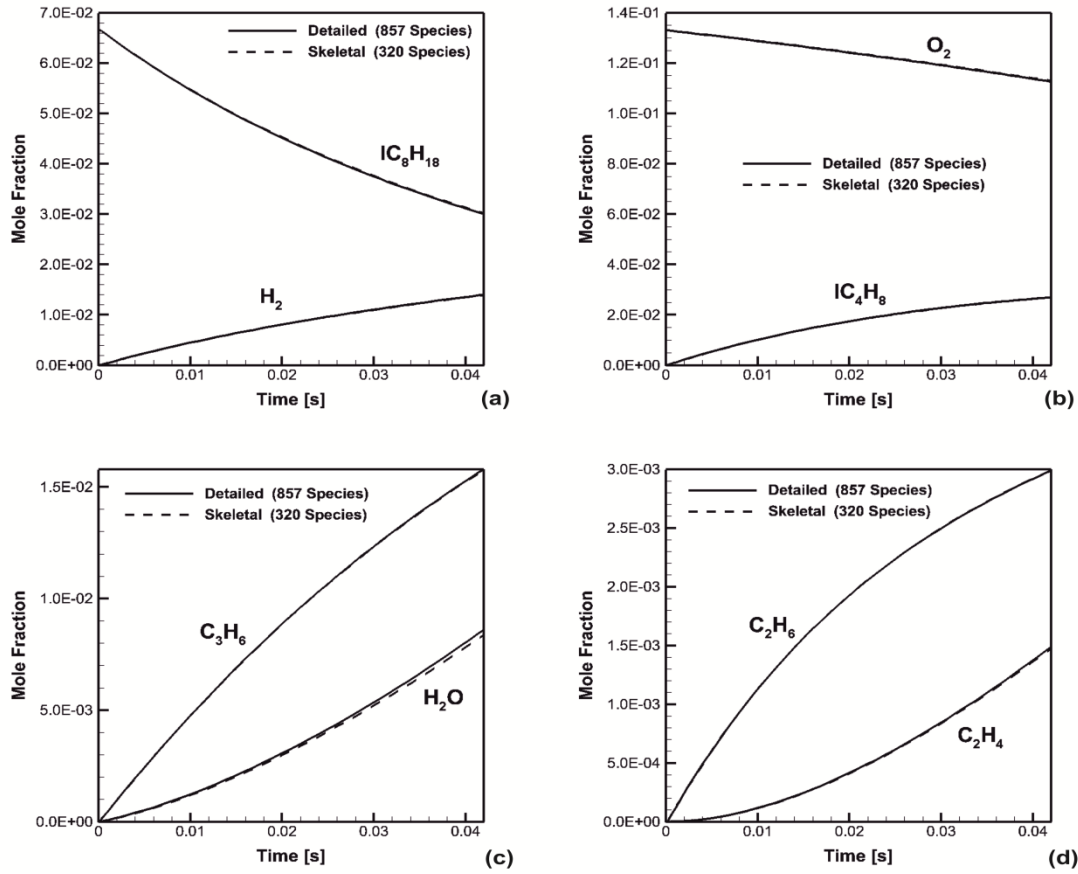 7.0E-02
6.0E-02
5.0E-02
4.0E-02
3.0E-02
2.0E-02
1.0E-02
0.0E+00
Mole Fraction
Detailed (857 Species)
Skeletal (320 Species)
IC₈H₁₈
H₂
0 0.01 0.02 0.03 0.04
Time [s]
(a)
1.4E-01
1.2E-01
1.0E-01
8.0E-02
6.0E-02
4.0E-02
2.0E-02
0.0E+00
Mole Fraction
O₂
Detailed (857 Species)
Skeletal (320 Species)
IC₄H₈
0 0.01 0.02 0.03 0.04
Time [s]
(b)
1.5E-02
1.0E-02
5.0E-03
0.0E+00
Mole Fraction
Detailed (857 Species)
Skeletal (320 Species)
C₃H₆
H₂O
0 0.01 0.02 0.03 0.04
Time [s]
(c)
3.0E-03
2.5E-03
2.0E-03
1.5E-03
1.0E-03
5.0E-04
0.0E+00
Mole Fraction
Detailed (857 Species)
Skeletal (320 Species)
C₂H₆
C₂H₄
0 0.01 0.02 0.03 0.04
Time [s]
(d)